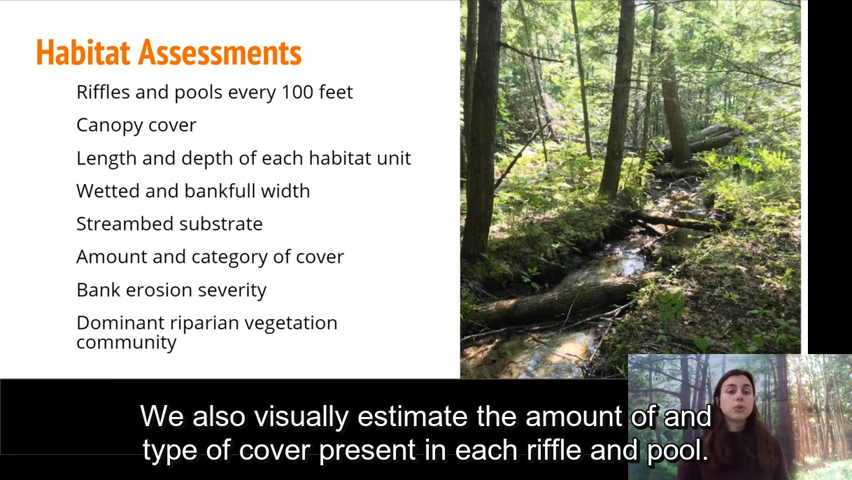 Habitat Assessments
Riffles and pools every 100 feet
Canopy cover
Length and depth of each habitat unit
Wetted and bankfull width
Streambed substrate
Amount and category of cover
Bank erosion severity
Dominant riparian vegetation
community
We also visually estimate the amount of and
type of cover present in each riffle and pool.